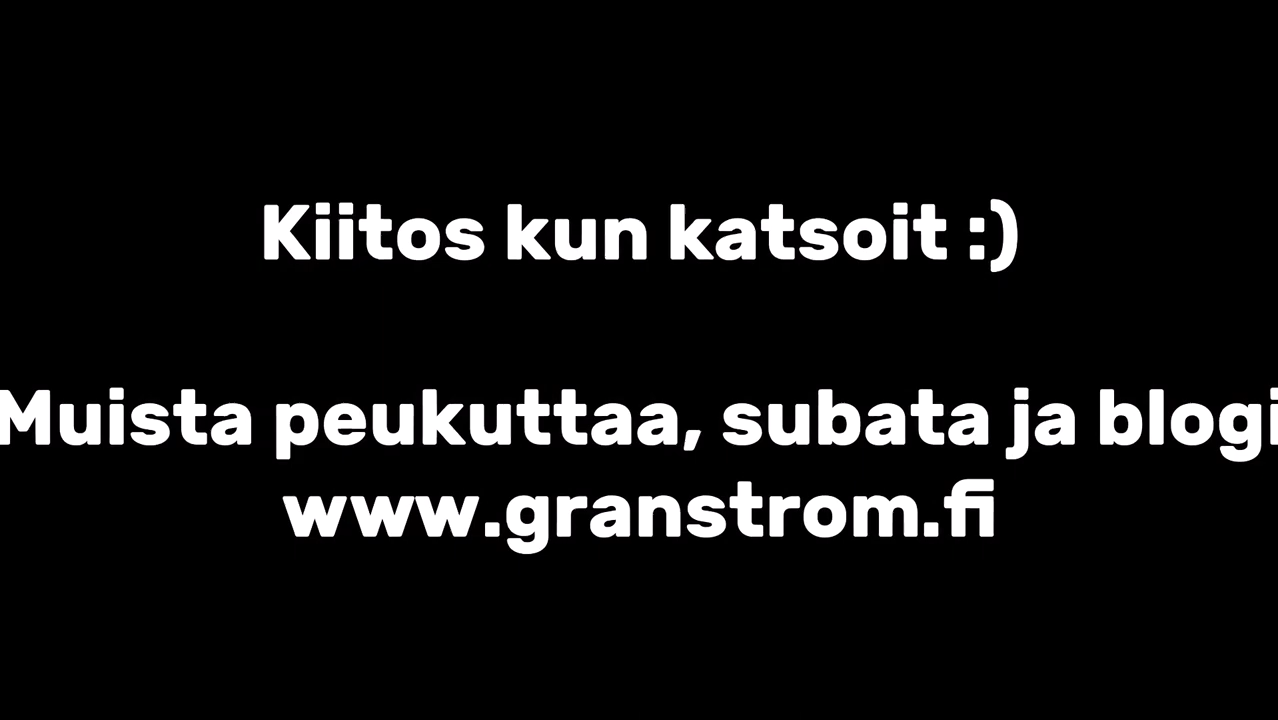 Kiitos kun katsoit :)
Muista peukuttaa, subata ja blogi
www.granstrom.fi